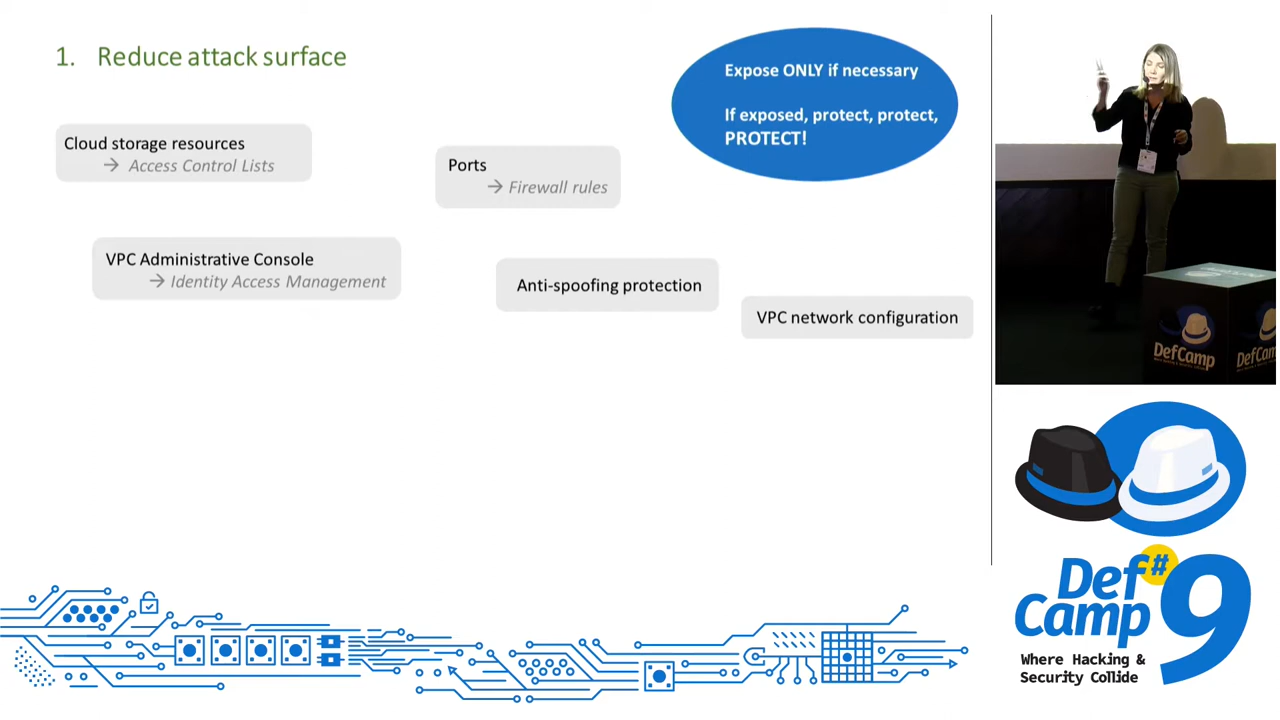 1. Reduce attack surface
Expose ONLY if necessary
If exposed, protect, protect,
PROTECT!
Cloud storage resources
→ Access Control Lists
Ports
→ Firewall rules
VPC Administrative Console
→ Identity Access Management
Anti-spoofing protection
VPC network configuration
DefCamp
DefCamp
Def#
Camp 9
Where Hacking &
Security Collide